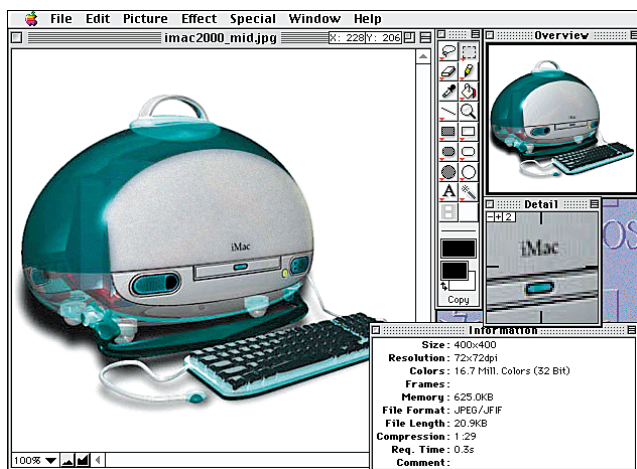 File Edit Picture Effect Special Window Help
imac2000_mid.jpg
X: 228 Y: 206
Overview
iMac
Detail
-+2
iMac
OS
A
Copy
Information
Size: 400x400
Resolution: 72x72dpi
Colors: 16.7 Mill. Colors (32 Bit)
Frames:
Memory: 625.0KB
File Format: JPEG/JFIF
File Length: 20.9KB
Compression: 1:29
Req. Time: 0.3s
Comment:
100%